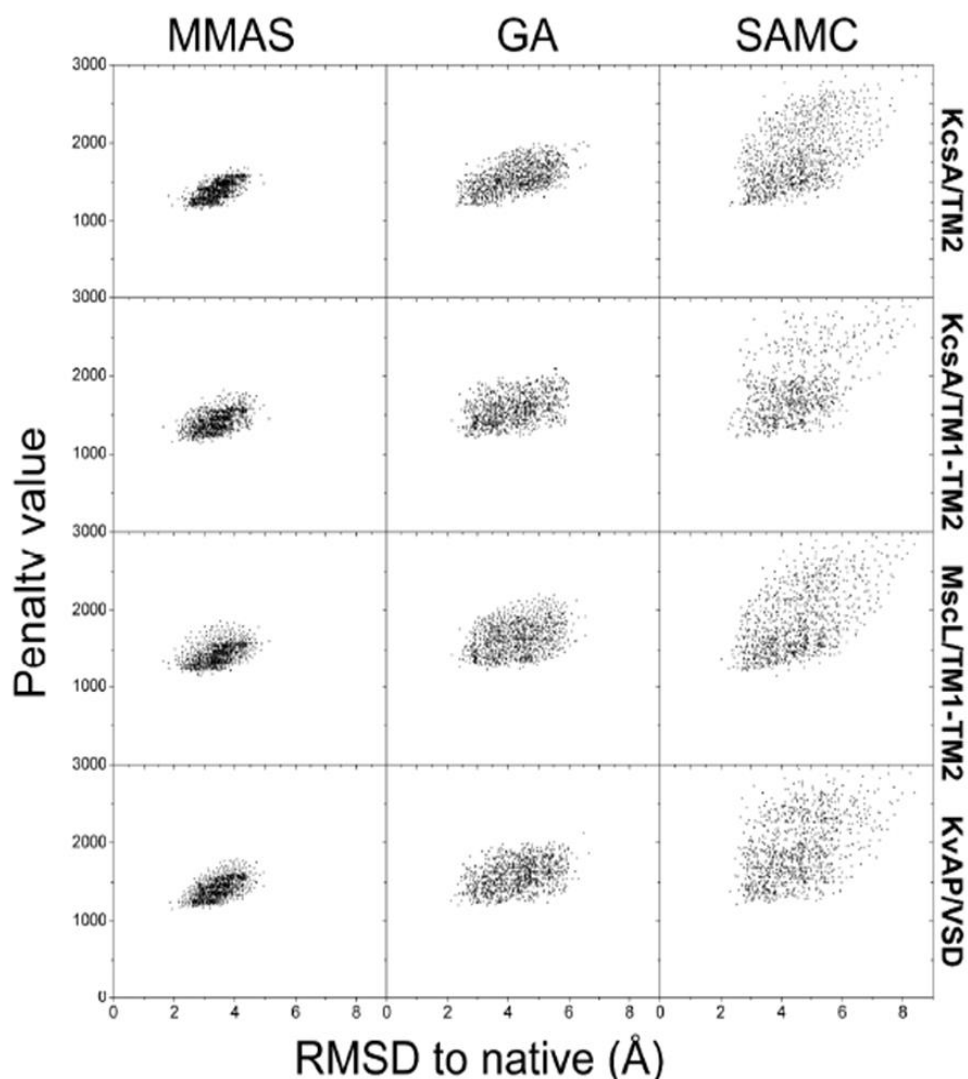 MMAS GA SAMC
3000
2000
1000
KcsA/TM2
3000
2000
1000
KcsA/TM1-TM2
3000
2000
1000
MscL/TM1-TM2
3000
2000
1000
0
KvAP/VSD
Penalty value
0 2 4 6 8 0 2 4 6 8 0 2 4 6 8
RMSD to native (Å)